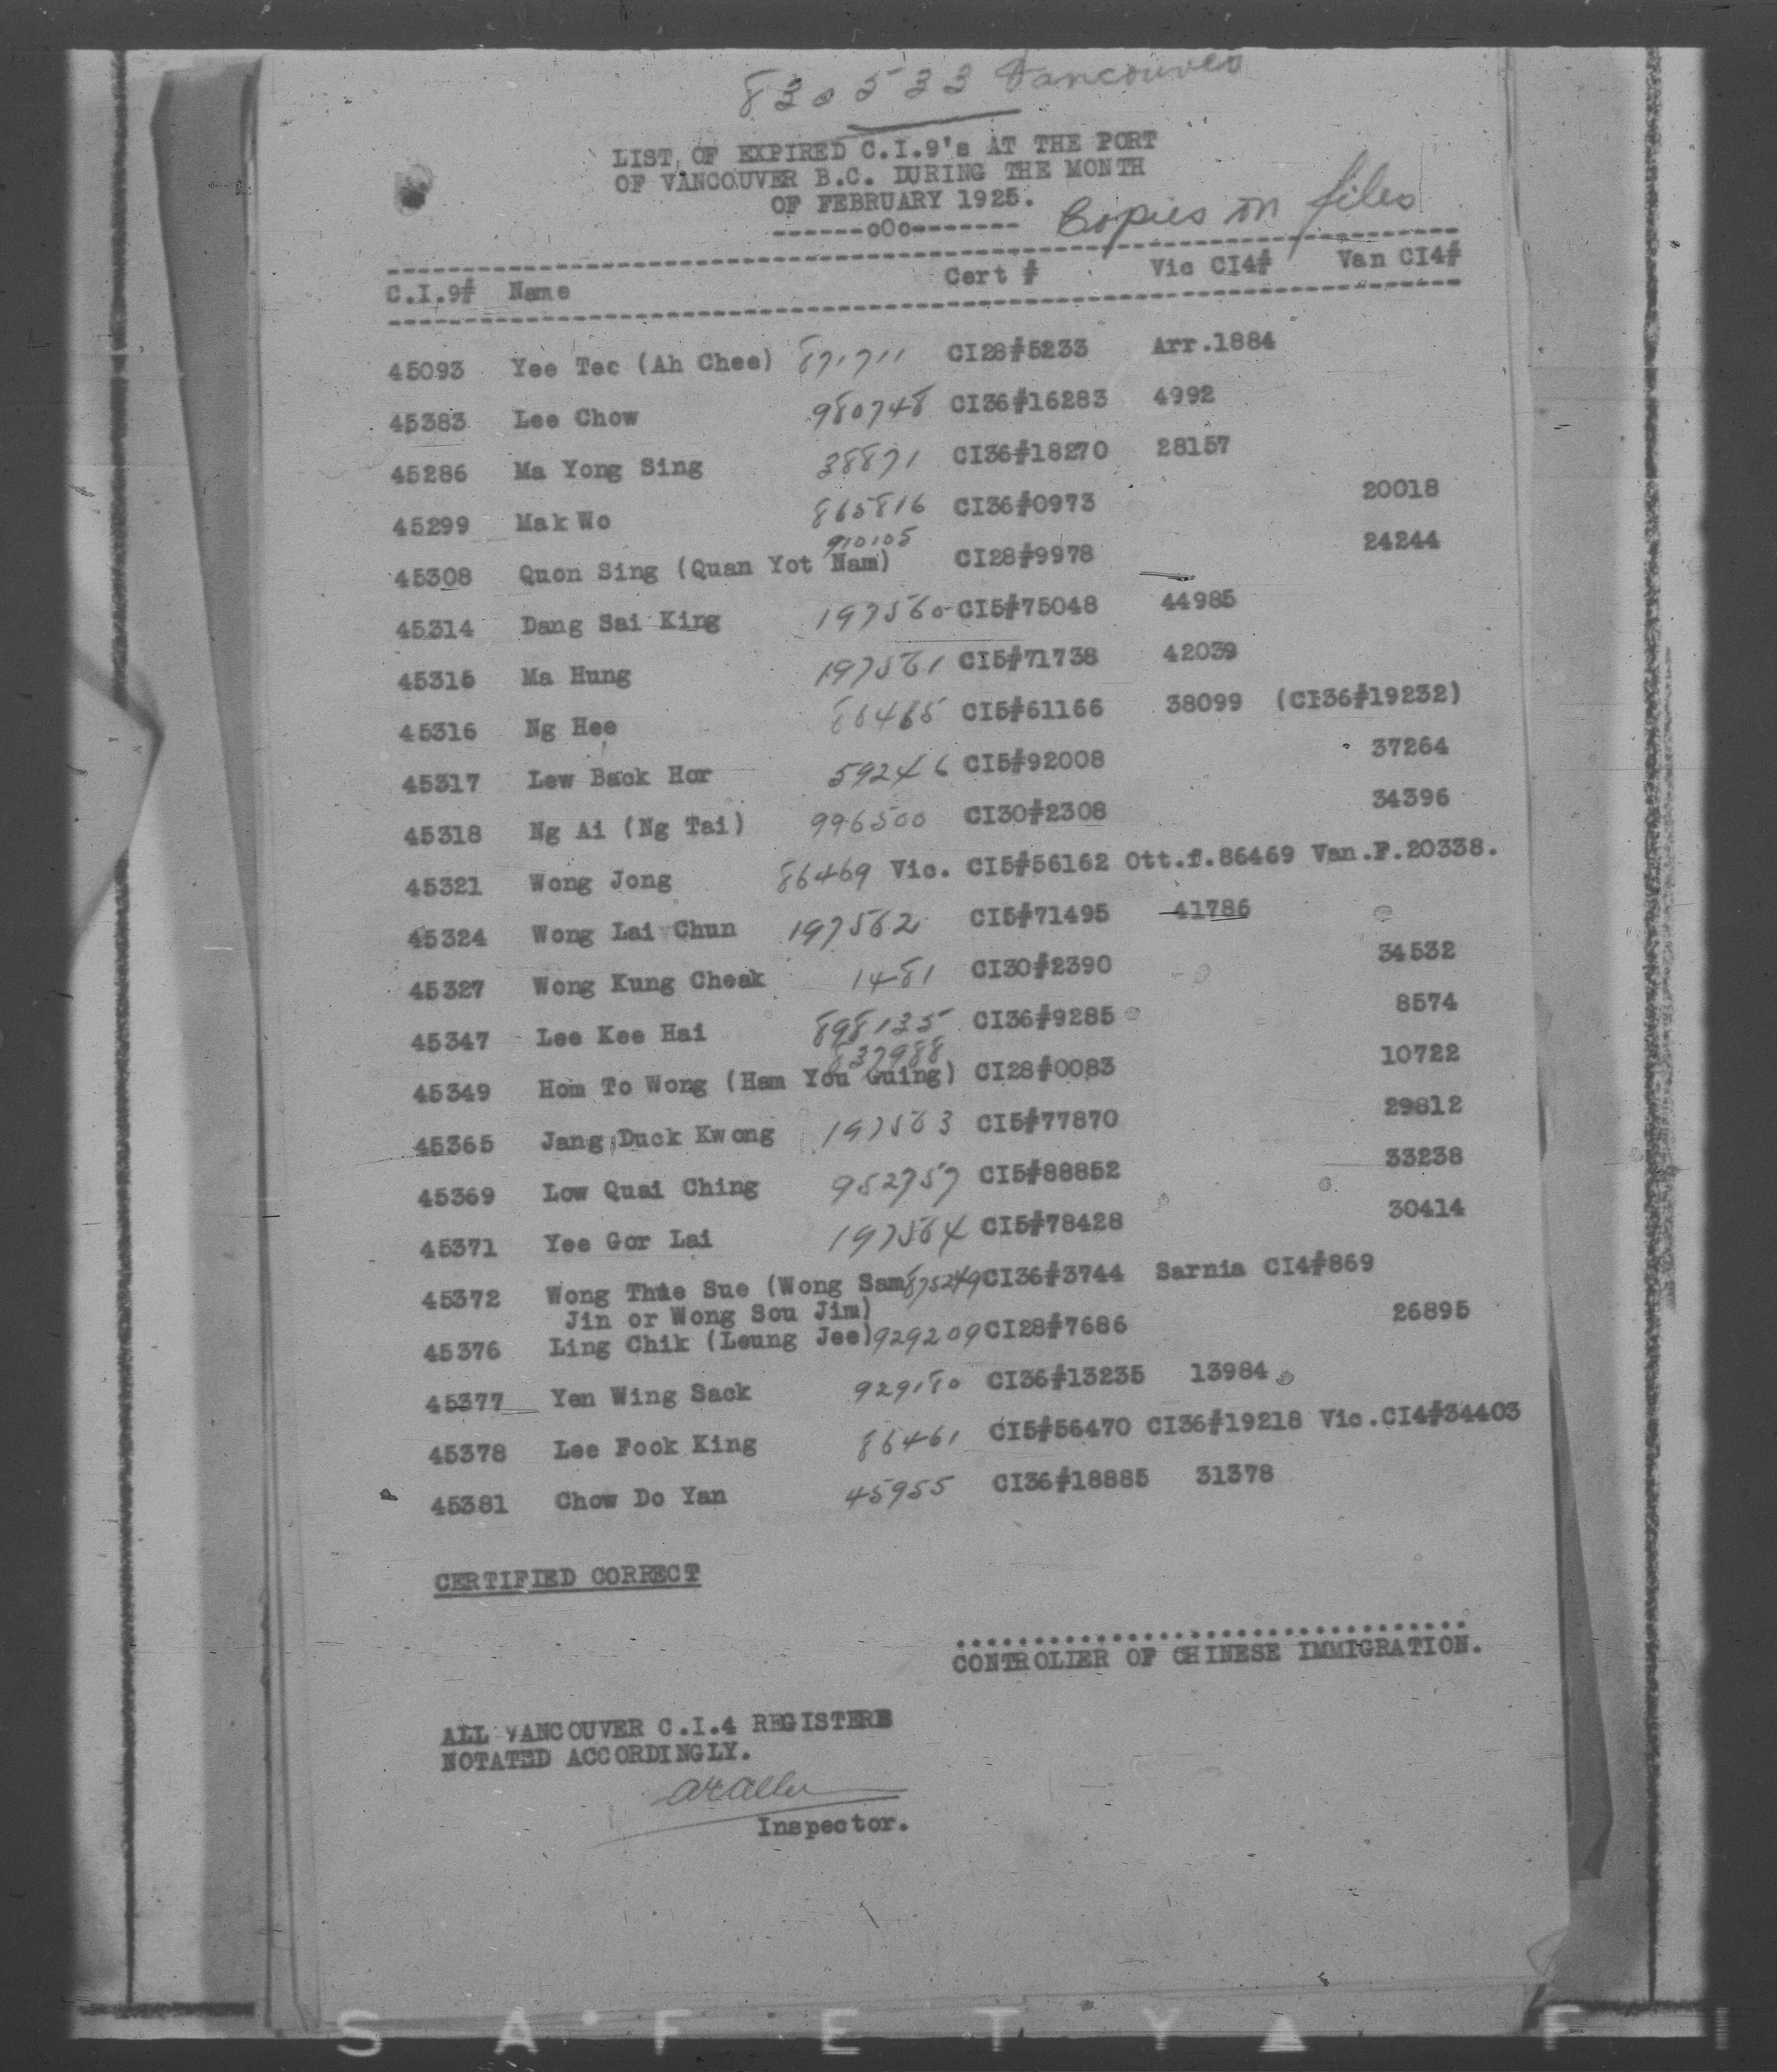 830533 Vancouver
LIST OF EXPIRED C.I.9's AT THE PORT
OF VANCOUVER B.C. DURING THE MONTH
OF FEBRUARY 1925.
------oOo-------
Copies on files
C.I.9# Name Cert # Vic CI4# Van CI4#
45093 Yee Tec (Ah Chee) 871711 CI28#5233 Arr.1884
45383 Lee Chow 980748 CI36#16283 4992
45286 Ma Yong Sing 38871 CI36#18270 28157
45299 Mak Wo 865816 CI36#0973 20018
910105
45308 Quon Sing (Quan Yot Nam) CI28#9978 24244
45314 Dang Sai King 197560 CI5#75048 44985
45315 Ma Hung 197561 CI5#71738 42039
45316 Ng Hee 86465 CI5#61166 38099 (CI36#19232)
45317 Lew Back Hor 59246 CI5#92008 37264
45318 Ng Ai (Ng Tai) 996500 CI30#2308 34396
45321 Wong Jong 86469 Vic. CI5#56162 Ott.f.86469 Van.F.20338.
45324 Wong Lai Chun 197562 CI5#71495 41786
45327 Wong Kung Cheak 1481 CI30#2390 34532
45347 Lee Kee Hai 898135 CI36#9285 8574
837988
45349 Hom To Wong (Ham You Guing) CI28#0083 10722
45365 Jang Duck Kwong 197563 CI5#77870 29812
45369 Low Quai Ching 952757 CI5#88852 33238
45371 Yee Gor Lai 197564 CI5#78428 30414
45372 Wong Thue Sue (Wong Sam 875249 CI36#3744 Sarnia CI4#869
Jin or Wong Sou Jim)
45376 Ling Chik (Leung Jee) 929209 CI28#7686 26895
45377 Yen Wing Sack 929180 CI36#13235 13984
45378 Lee Fook King 86461 CI5#56470 CI36#19218 Vic.CI4#34403
45381 Chow Do Yan 45955 CI36#18885 31378
CERTIFIED CORRECT
CONTROLLER OF CHINESE IMMIGRATION.
ALL VANCOUVER C.I.4 REGISTERS
NOTATED ACCORDINGLY.
Inspector.
SAFETY F